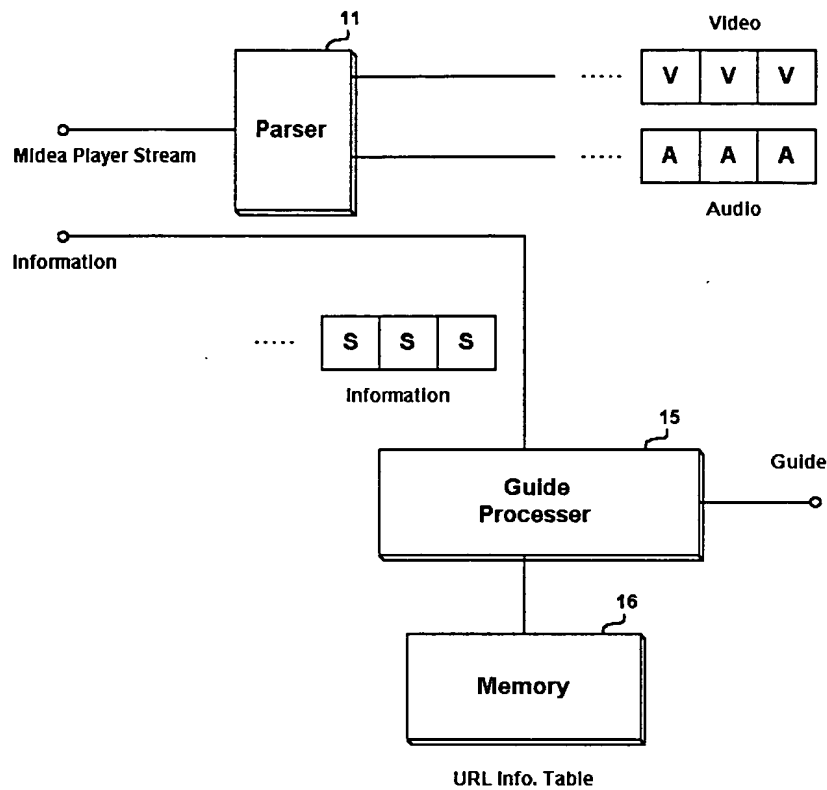 11
Video
Parser
..... V V V
Midea Player Stream
..... A A A
Audio
Information
..... S S S
Information
15
Guide
Guide
Processer
16
Memory
URL Info. Table